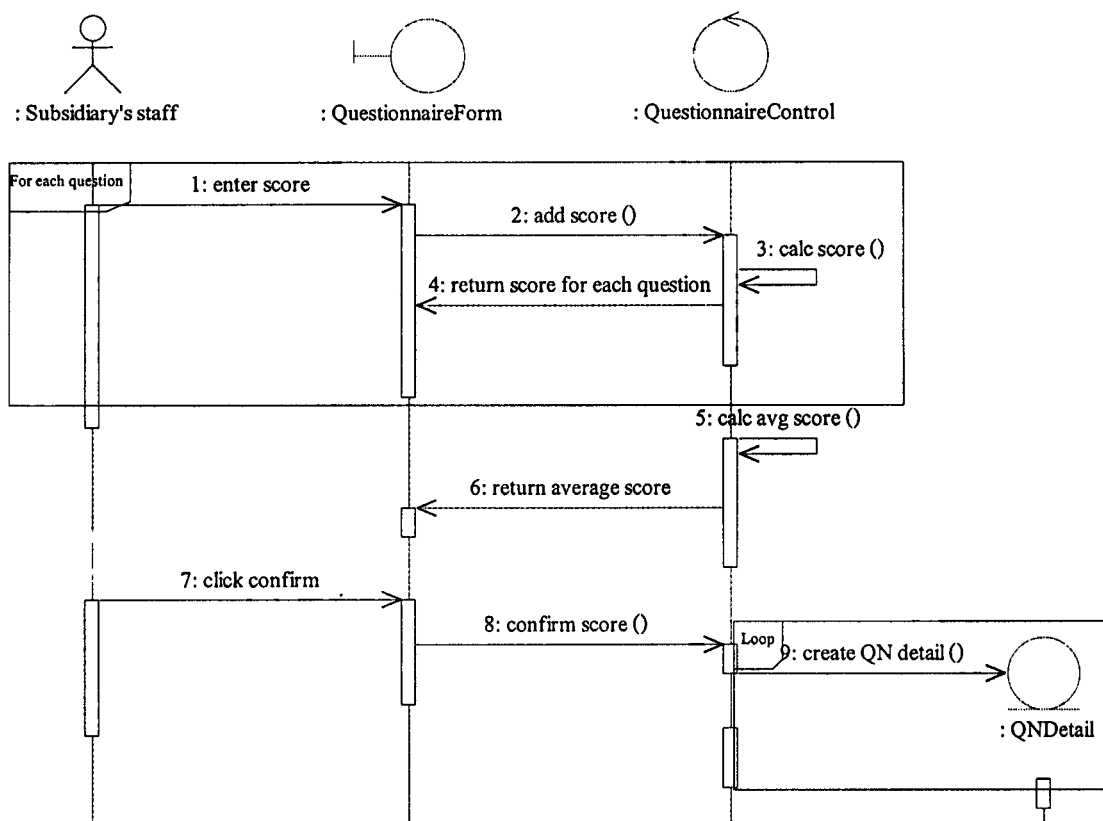 : Subsidiary's staff
: QuestionnaireForm
: QuestionnaireControl
For each question
1: enter score
2: add score ()
3: calc score ()
4: return score for each question
5: calc avg score ()
6: return average score
7: click confirm
8: confirm score ()
Loop
9: create QN detail ()
: QNDetail